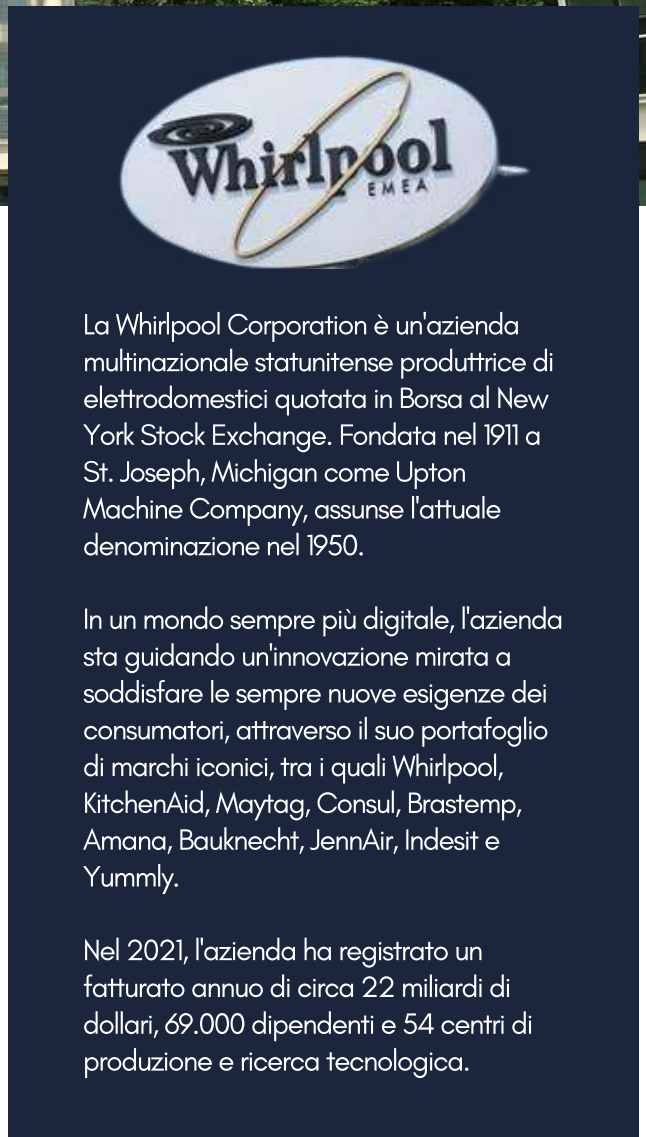 Whirlpool
EMEA
La Whirlpool Corporation è un'azienda
multinazionale statunitense produttrice di
elettrodomestici quotata in Borsa al New
York Stock Exchange. Fondata nel 1911 a
St. Joseph, Michigan come Upton
Machine Company, assunse l'attuale
denominazione nel 1950.
In un mondo sempre più digitale, l'azienda
sta guidando un'innovazione mirata a
soddisfare le sempre nuove esigenze dei
consumatori, attraverso il suo portafoglio
di marchi iconici, tra i quali Whirlpool,
KitchenAid, Maytag, Consul, Brastemp,
Amana, Bauknecht, JennAir, Indesit e
Yummly.
Nel 2021, l'azienda ha registrato un
fatturato annuo di circa 22 miliardi di
dollari, 69.000 dipendenti e 54 centri di
produzione e ricerca tecnologica.